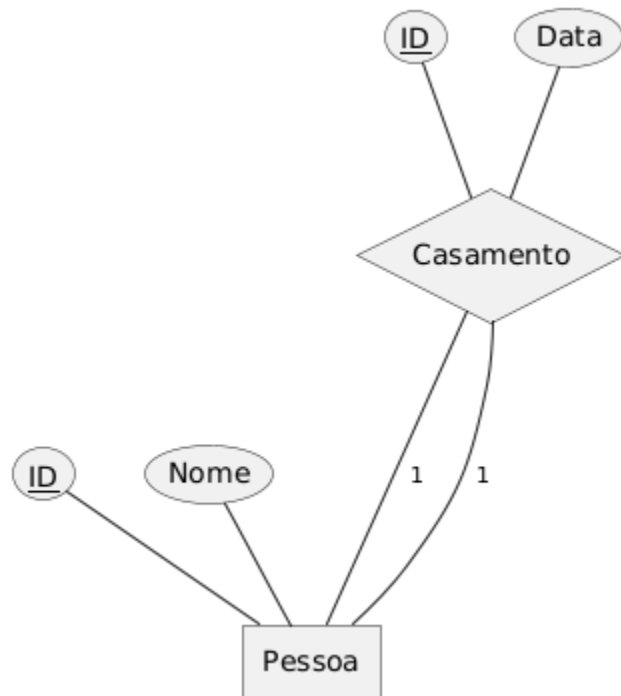 ID
Data
Casamento
1
1
ID
Nome
Pessoa